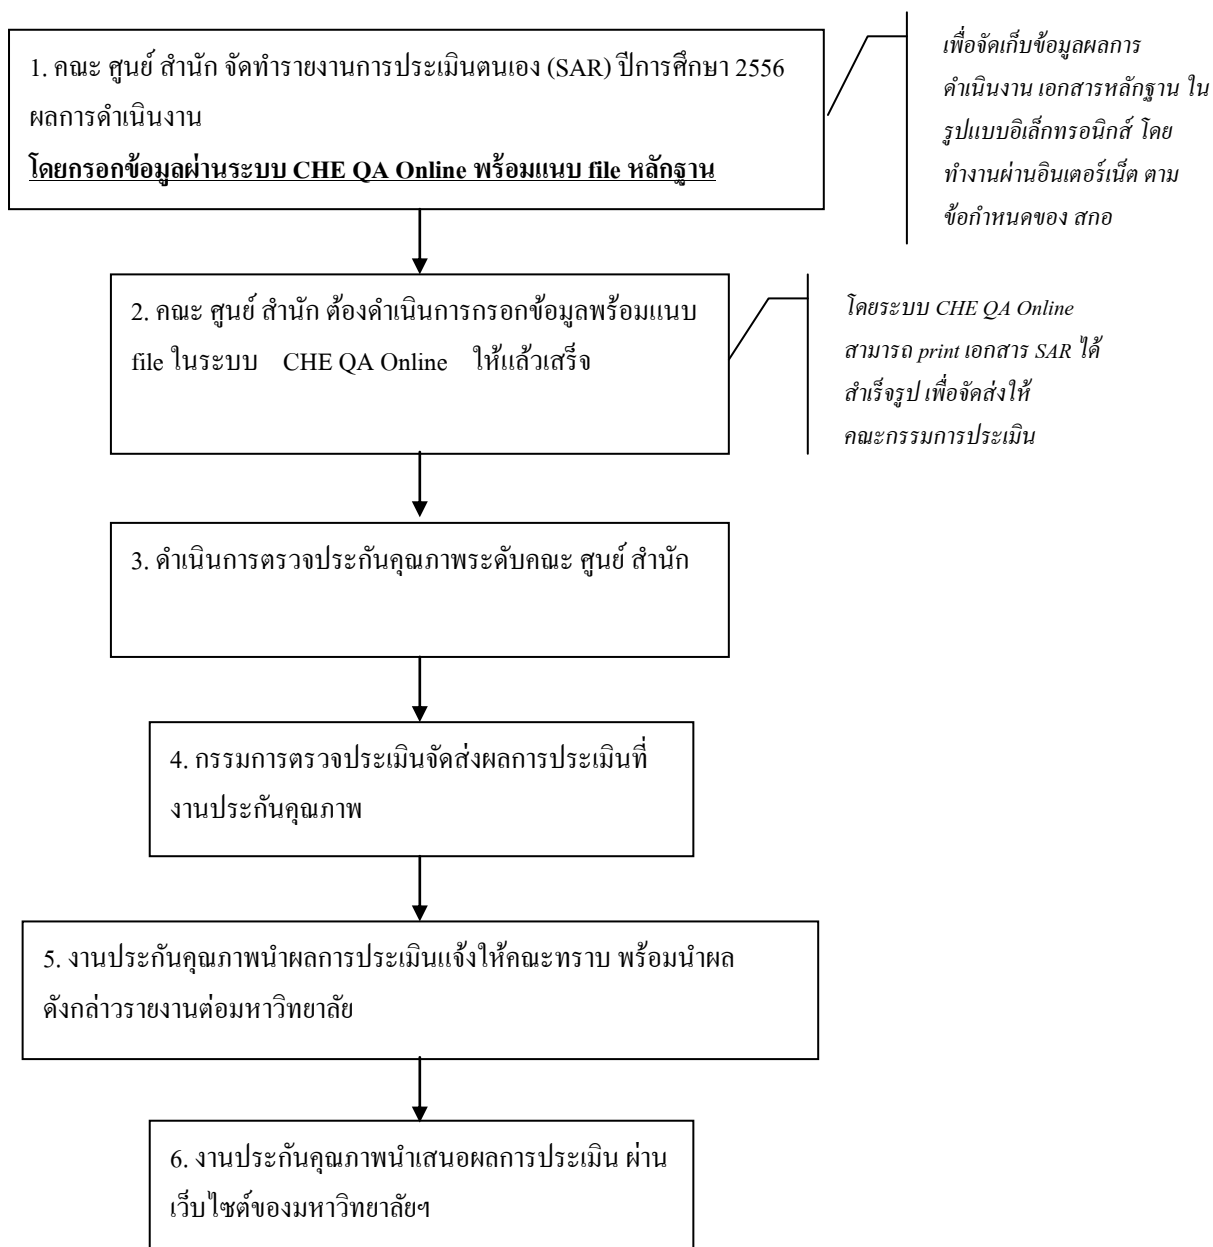 1. คณะ ศูนย์ สำนัก จัดทำรายงานการประเมินตนเอง (SAR) ปีการศึกษา 2556
ผลการดำเนินงาน
โดยกรอกข้อมูลผ่านระบบ CHE QA Online พร้อมแนบ file หลักฐาน
เพื่อจัดเก็บข้อมูลผลการ
ดำเนินงาน เอกสารหลักฐาน ใน
รูปแบบอิเล็กทรอนิกส์ โดย
ทำงานผ่านอินเตอร์เน็ต ตาม
ข้อกำหนดของ สกอ
2. คณะ ศูนย์ สำนัก ต้องดำเนินการกรอกข้อมูลพร้อมแนบ
file ในระบบ CHE QA Online ให้แล้วเสร็จ
โดยระบบ CHE QA Online
สามารถ print เอกสาร SAR ได้
สำเร็จรูป เพื่อจัดส่งให้
คณะกรรมการประเมิน
3. ดำเนินการตรวจประกันคุณภาพระดับคณะ ศูนย์ สำนัก
4. กรรมการตรวจประเมินจัดส่งผลการประเมินที่
งานประกันคุณภาพ
5. งานประกันคุณภาพนำผลการประเมินแจ้งให้คณะทราบ พร้อมนำผล
ดังกล่าวรายงานต่อมหาวิทยาลัย
6. งานประกันคุณภาพนำเสนอผลการประเมิน ผ่าน
เว็บไซต์ของมหาวิทยาลัยฯ